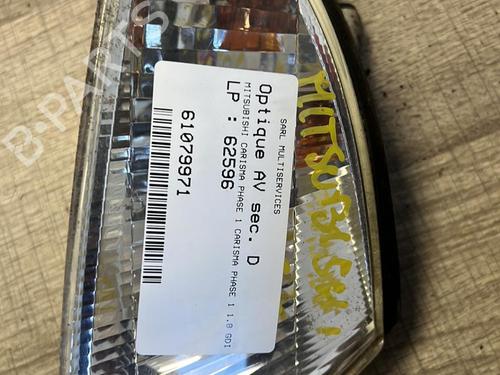 SARL MULTISERVICES
Optique AV sec. D
MITSUBISHI CARISMA PHASE 1 CARISMA PHASE 1 1.8 GDI
LP : 62596
61079971
MITSUBISHI
B-PARTS